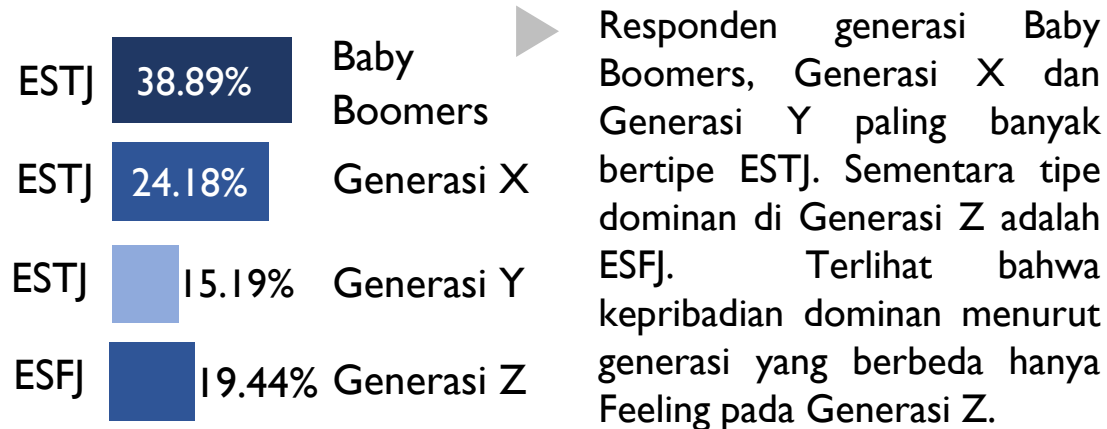 ESTJ 38.89% Baby
Boomers
ESTJ 24.18% Generasi X
ESTJ 15.19% Generasi Y
ESFJ 19.44% Generasi Z
Responden generasi Baby
Boomers, Generasi X dan
Generasi Y paling banyak
bertipe ESTJ. Sementara tipe
dominan di Generasi Z adalah
ESFJ. Terlihat bahwa
kepribadian dominan menurut
generasi yang berbeda hanya
Feeling pada Generasi Z.